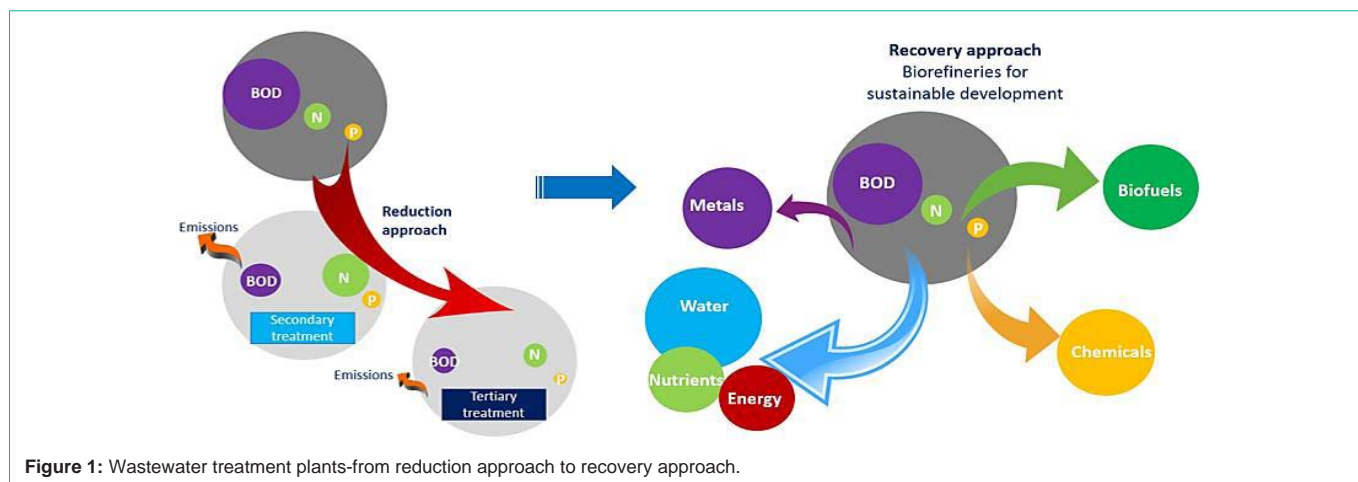 BOD
N
P
Reduction
approach
Emissions
BOD
N
P
Secondary
treatment
Emissions
BOD
N
P
Tertiary
treatment
Recovery approach
Biorefineries for
sustainable development
BOD
N
P
Metals
Biofuels
Water
Nutrients
Energy
Chemicals
Figure 1: Wastewater treatment plants-from reduction approach to recovery approach.